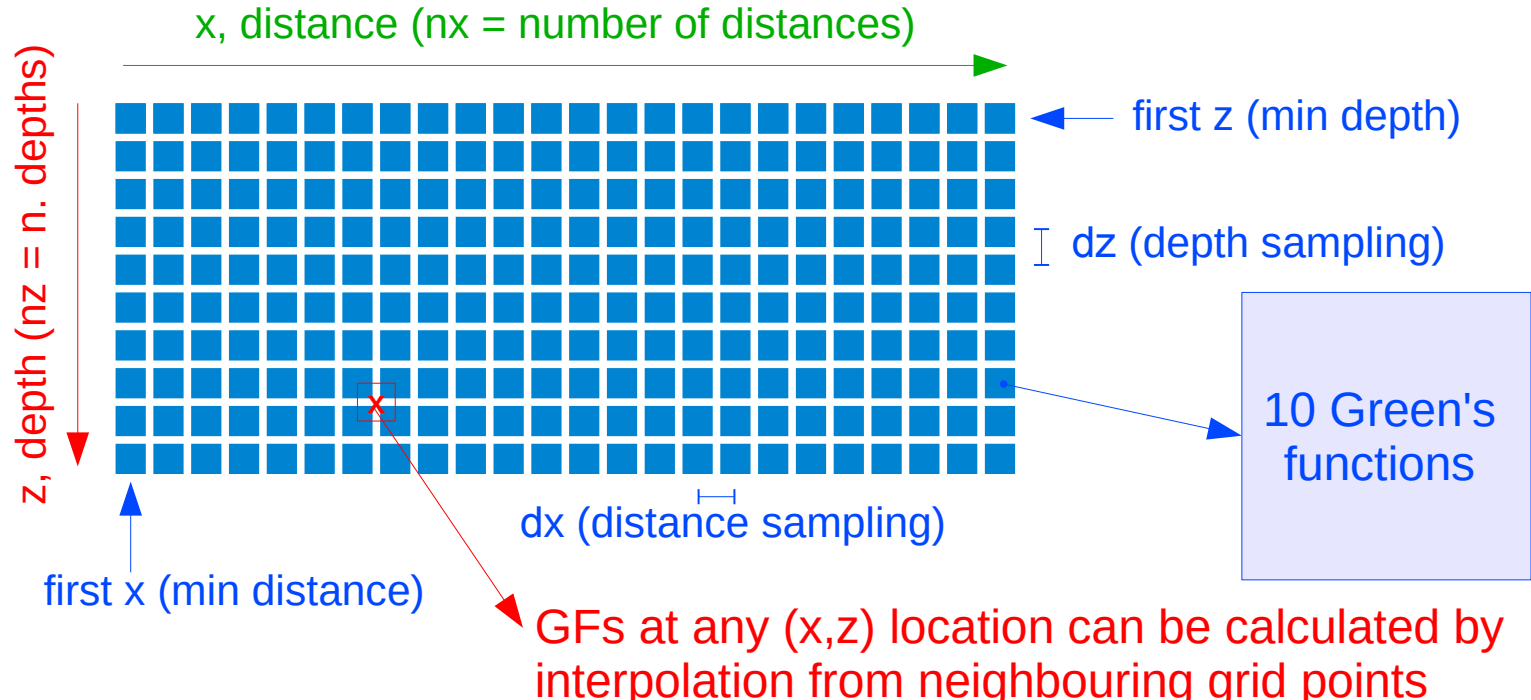 x, distance (nx = number of distances)
z, depth (nz = n. depths)
first z (min depth)
dz (depth sampling)
10 Green's
functions
x
dx (distance sampling)
first x (min distance)
GFs at any (x,z) location can be calculated by
interpolation from neighbouring grid points